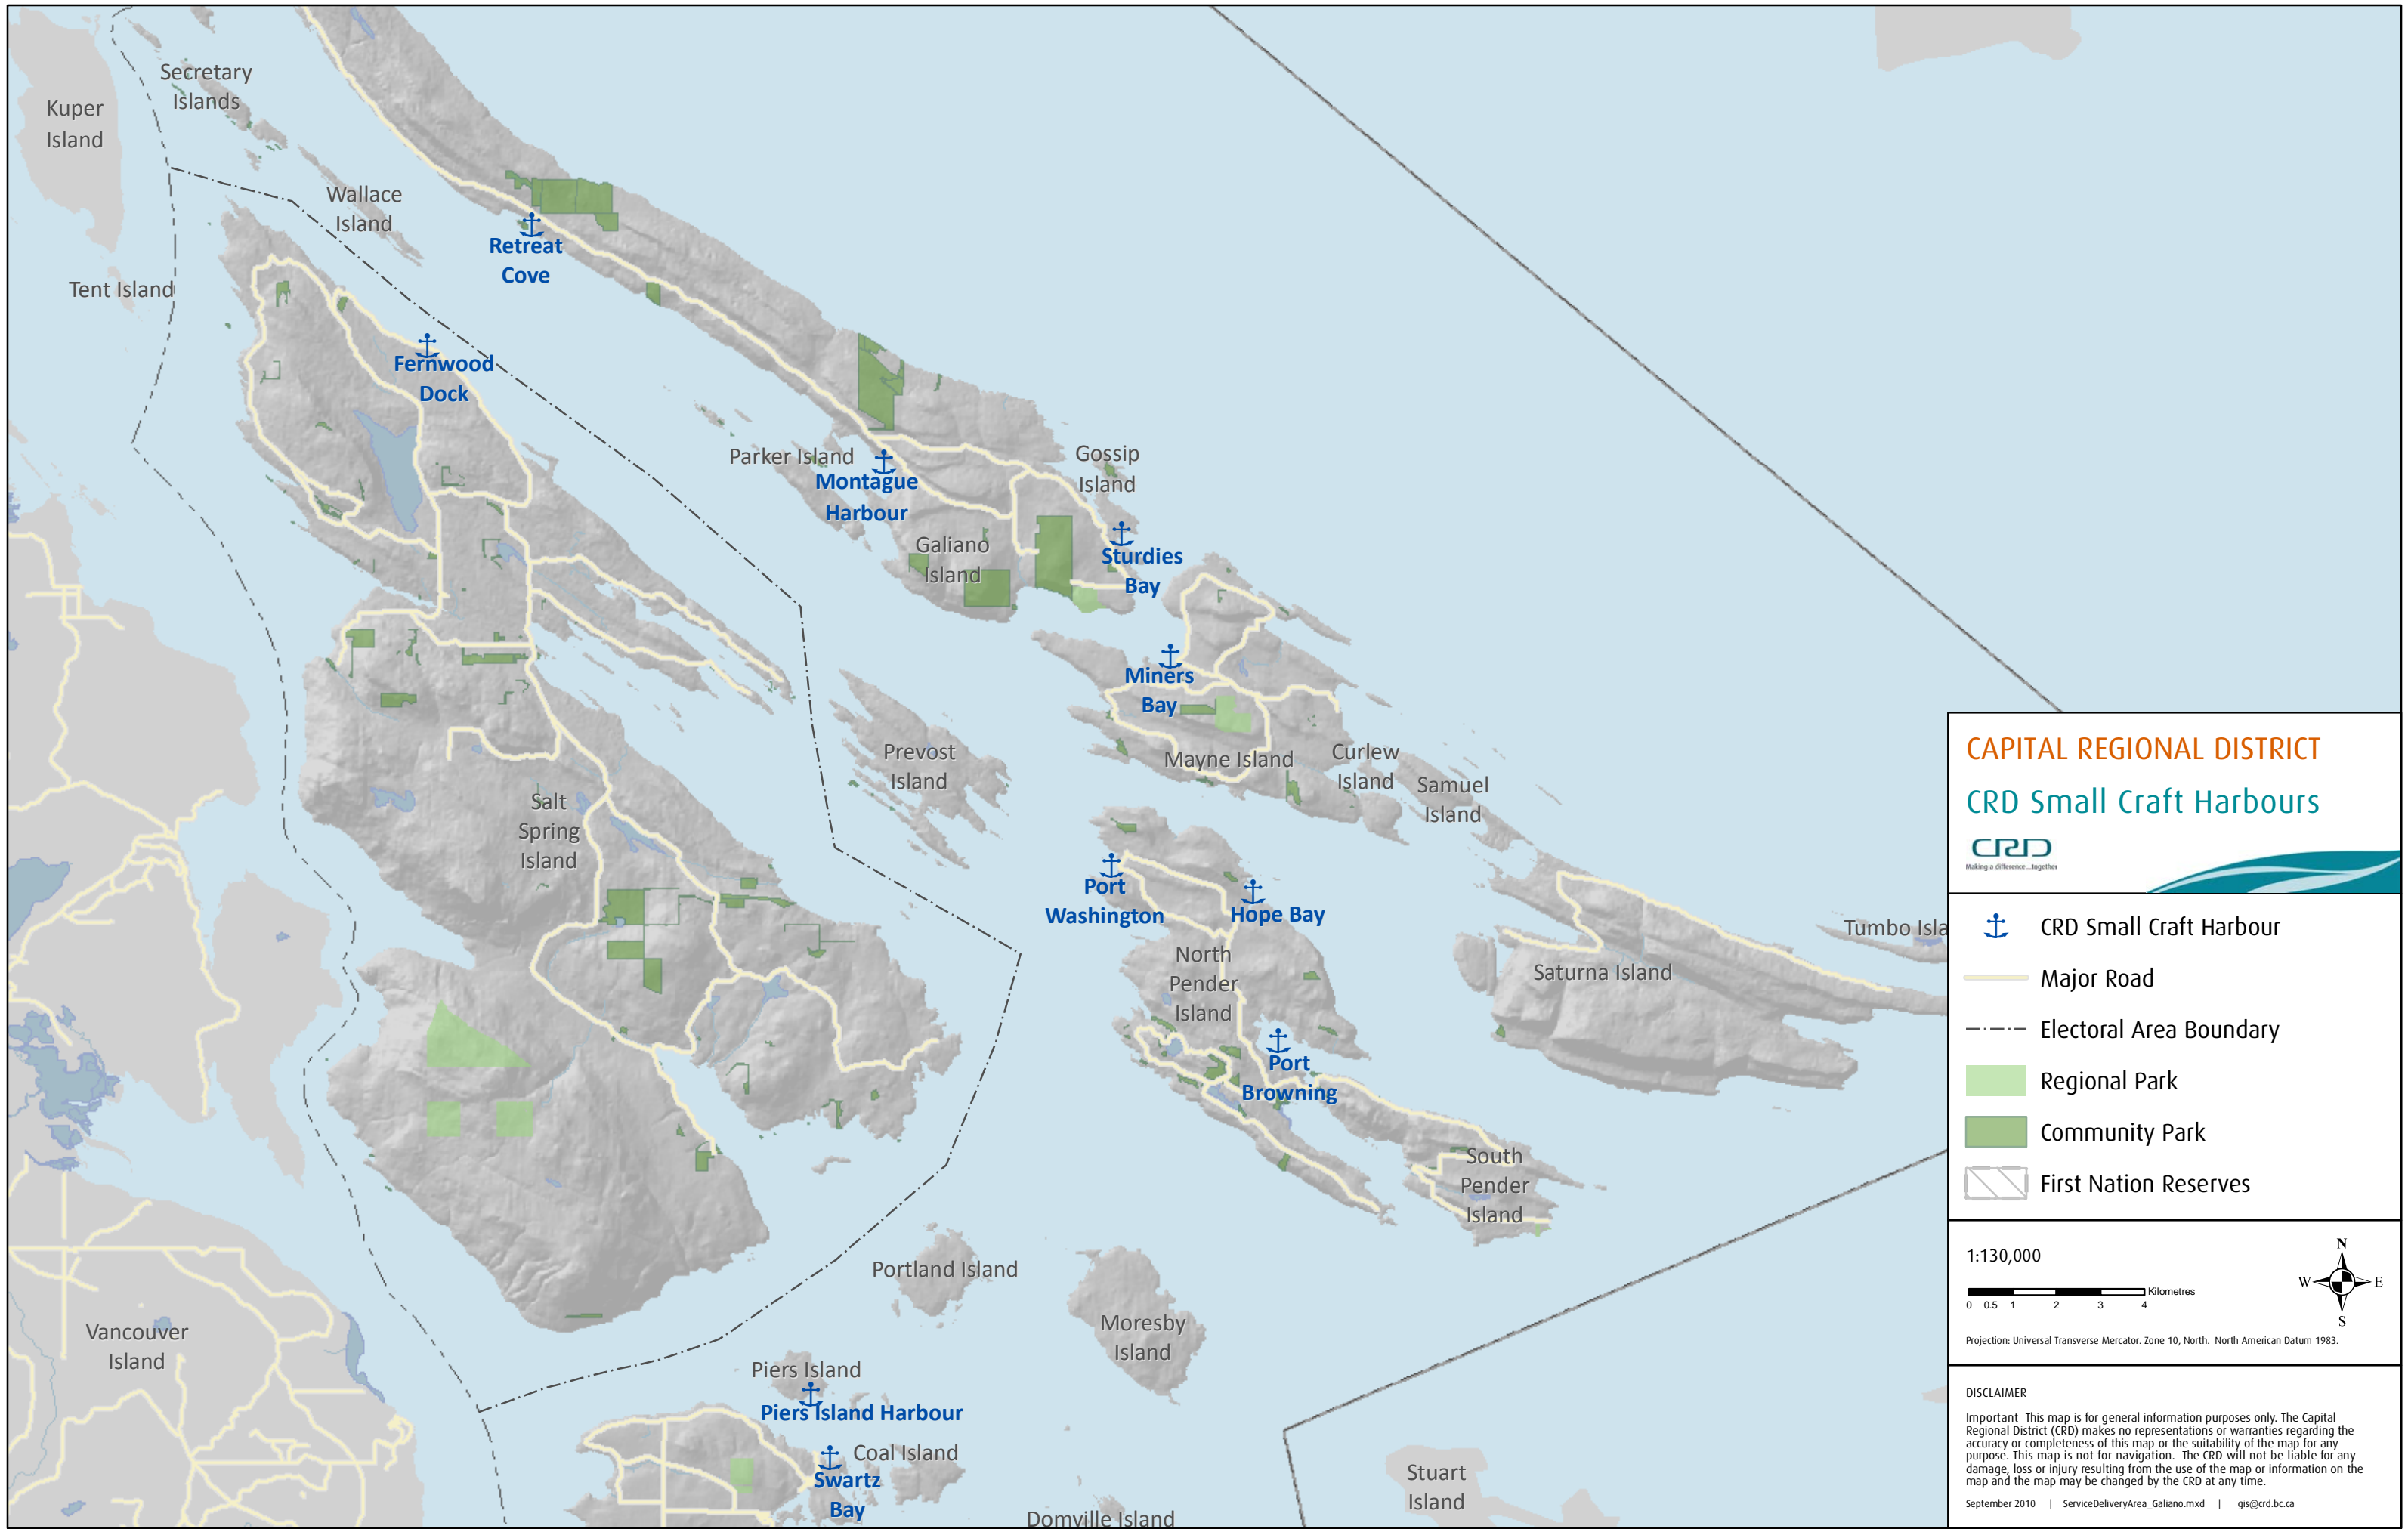 Secretary
Islands
Kuper
Island
Wallace
Island
Retreat
Cove
Tent Island
Fernwood
Dock
Parker Island
Montague
Harbour
Gossip
Island
Galiano
Island
Sturdies
Bay
Miners
Bay
Mayne Island
Curlew
Island
Samuel
Island
Prevost
Island
Salt
Spring
Island
Port
Washington
Hope Bay
North
Pender
Island
Saturna Island
Tumbo Isla
Port
Browning
South
Pender
Island
Portland Island
Moresby
Island
Vancouver
Island
Piers Island
Piers Island Harbour
Coal Island
Swartz
Bay
Domville Island
Stuart
Island
CAPITAL REGIONAL DISTRICT
CRD Small Craft Harbours
CRD
Making a difference...together
CRD Small Craft Harbour
Major Road
Electoral Area Boundary
Regional Park
Community Park
First Nation Reserves
1:130,000
Kilometres
0 0.5 1 2 3 4
N
W E
S
Projection: Universal Transverse Mercator. Zone 10, North. North American Datum 1983.
DISCLAIMER
Important This map is for general information purposes only. The Capital
Regional District (CRD) makes no representations or warranties regarding the
accuracy or completeness of this map or the suitability of the map for any
purpose. This map is not for navigation. The CRD will not be liable for any
damage, loss or injury resulting from the use of the map or information on the
map and the map may be changed by the CRD at any time.
September 2010 | ServiceDeliveryArea_Galiano.mxd | gis@crd.bc.ca